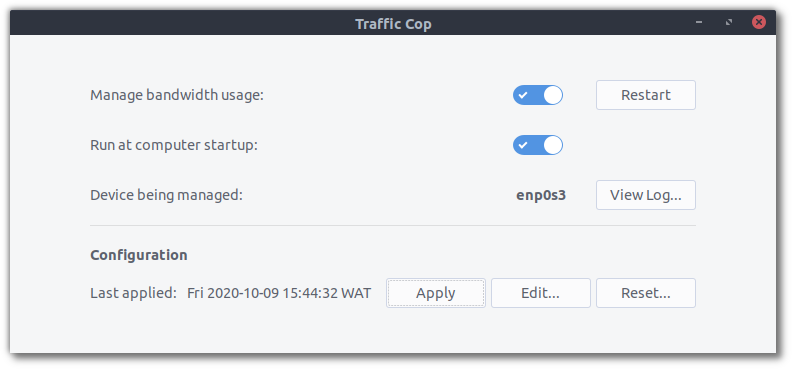 Traffic Cop
Manage bandwidth usage: Restart
Run at computer startup:
Device being managed: enp0s3 View Log...
Configuration
Last applied: Fri 2020-10-09 15:44:32 WAT Apply Edit... Reset...